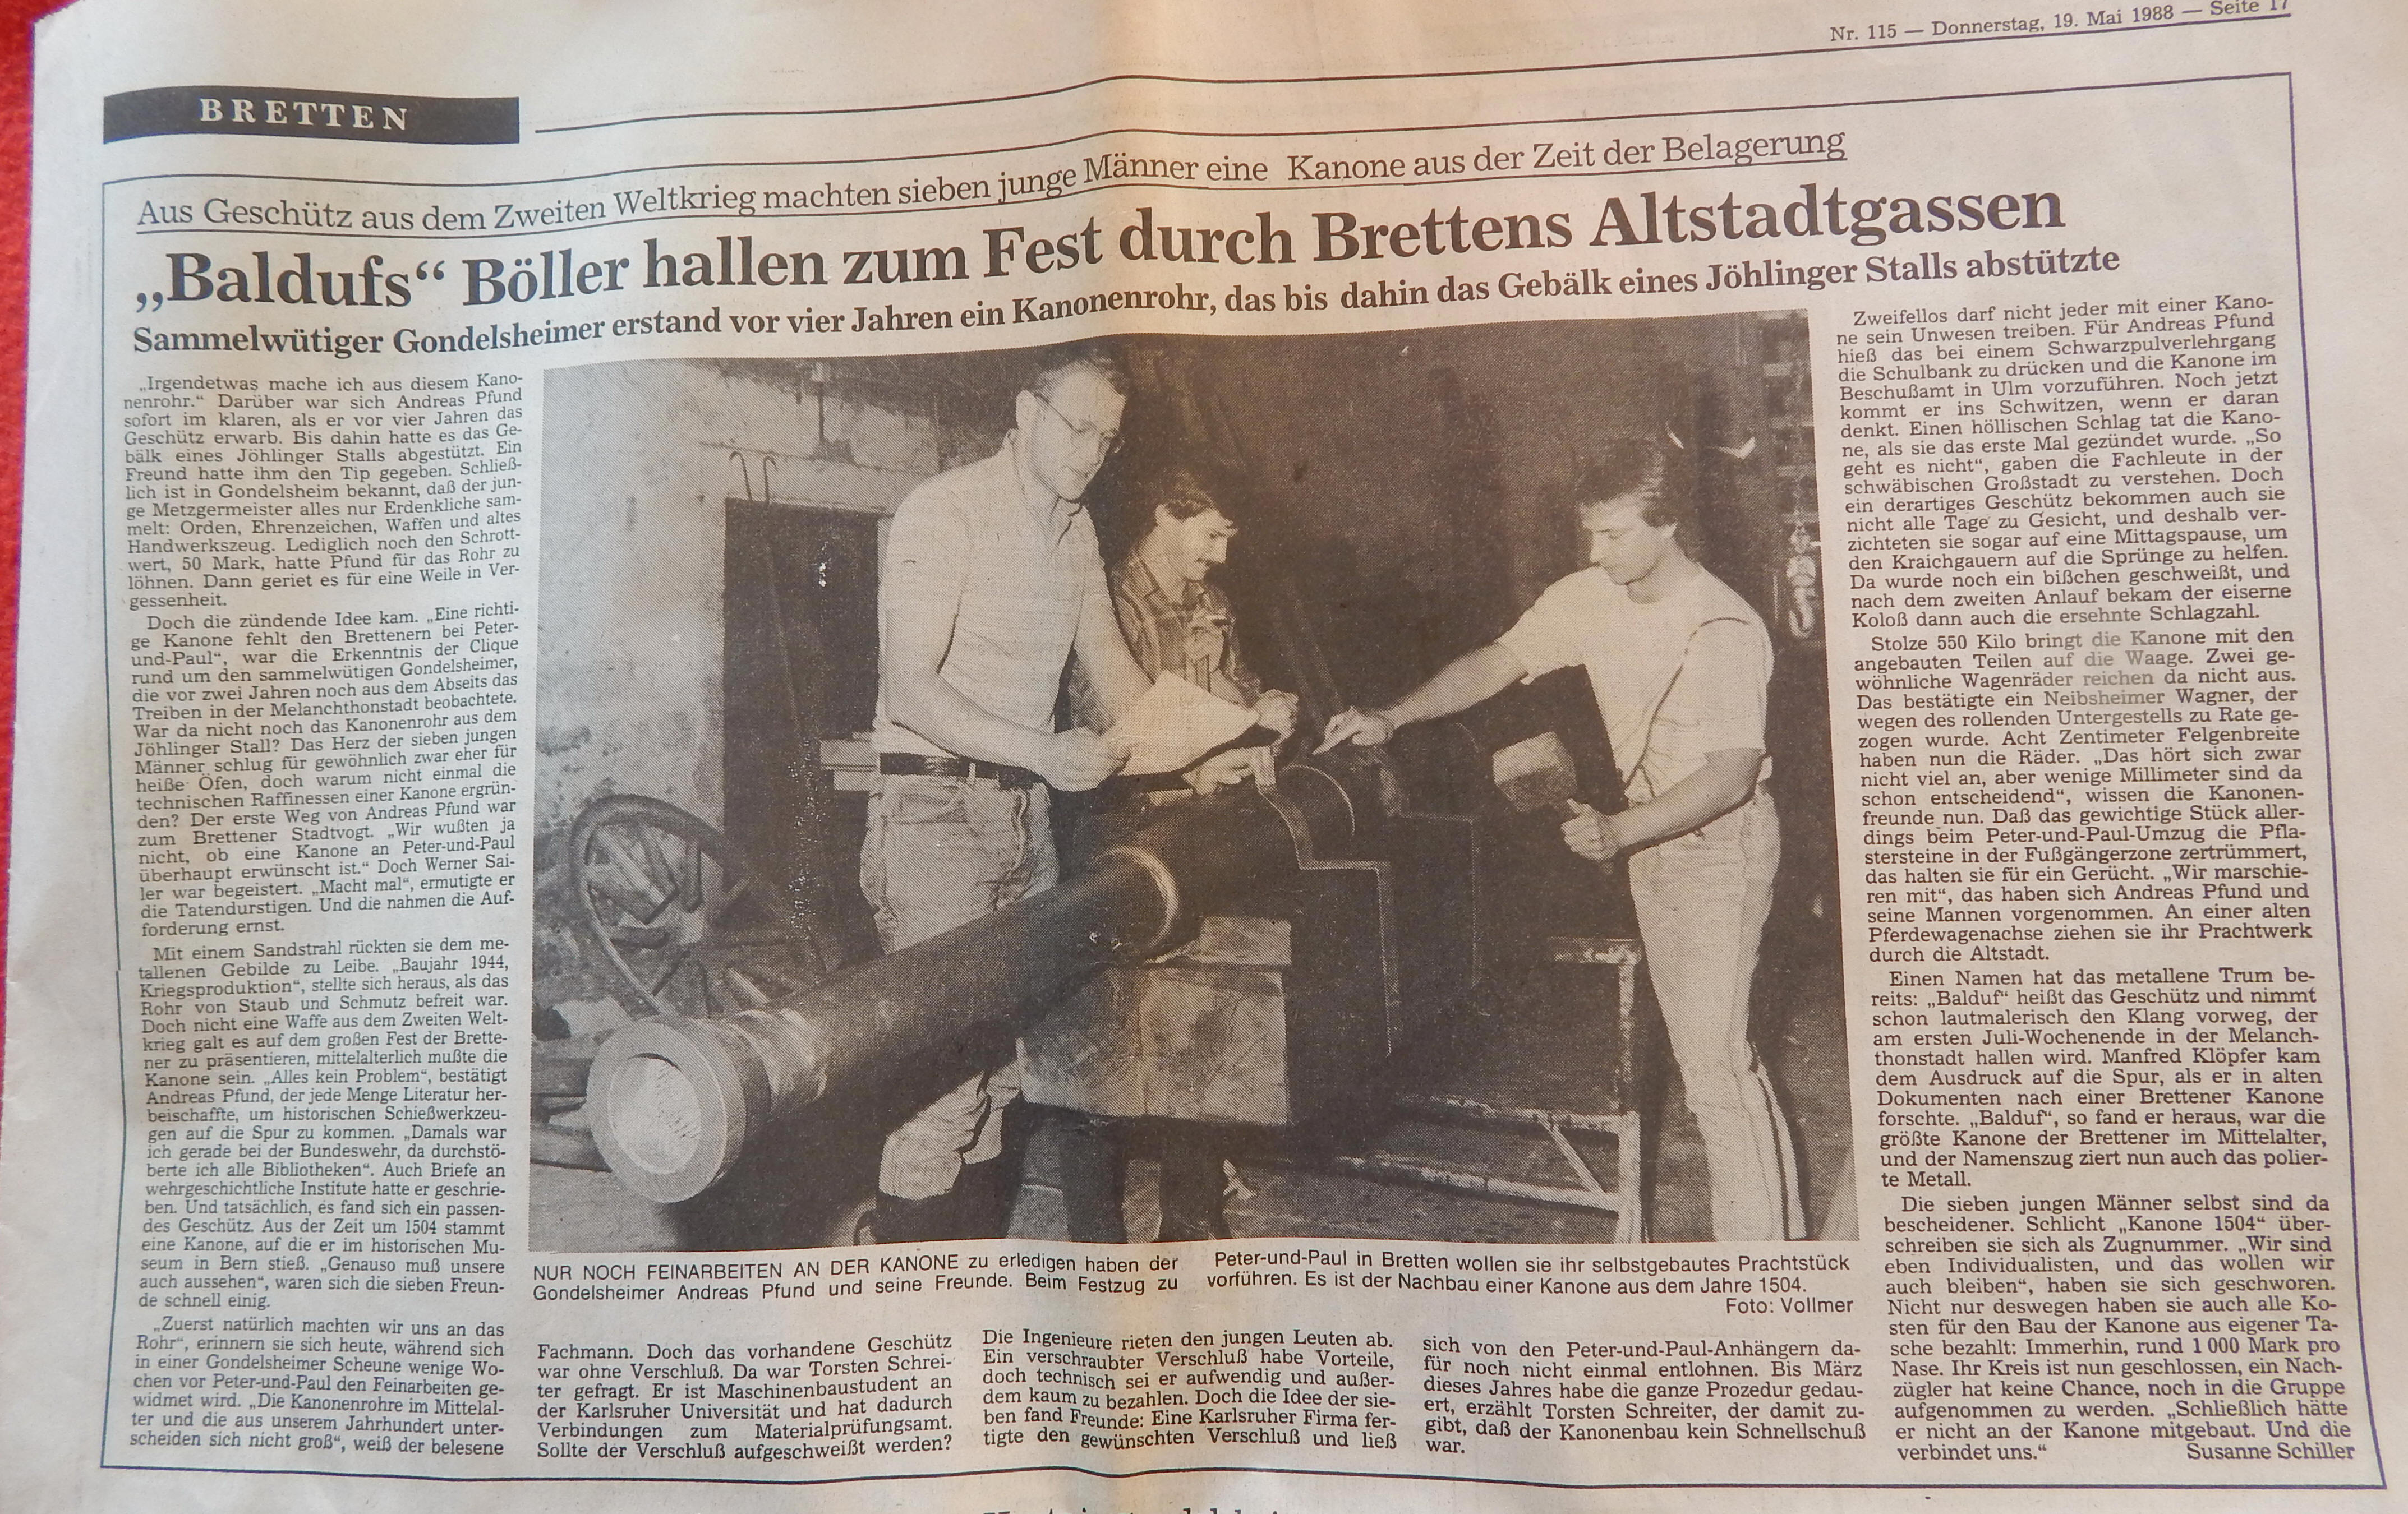 Nr. 115 — Donnerstag, 19. Mai 1988 — Seite 17
BRETTEN
Aus Geschütz aus dem Zweiten Weltkrieg machten sieben junge Männer eine Kanone aus der Zeit der Belagerung
„Baldufs“ Böller hallen zum Fest durch Brettens Altstadtgassen
Sammelwütiger Gondelsheimer erstand vor vier Jahren ein Kanonenrohr, das bis dahin das Gebälk eines Jöhlinger Stalls abstützte
„Irgendetwas mache ich aus diesem Kano-
nenrohr.“ Darüber war sich Andreas Pfund
sofort im klaren, als er vor vier Jahren das
Geschütz erwarb. Bis dahin hatte es das Ge-
bälk eines Jöhlinger Stalls abgestützt. Ein
Freund hatte ihm den Tip gegeben. Schließ-
lich ist in Gondelsheim bekannt, daß der jun-
ge Metzgermeister alles nur Erdenkliche sam-
melt: Orden, Ehrenzeichen, Waffen und altes
Handwerkszeug. Lediglich noch den Schrott-
wert, 50 Mark, hatte Pfund für das Rohr zu
löhnen. Dann geriet es für eine Weile in Ver-
gessenheit.
Doch die zündende Idee kam. „Eine richti-
ge Kanone fehlt den Brettenern bei Peter-
und-Paul“, war die Erkenntnis der Clique
rund um den sammelwütigen Gondelsheimer,
die vor zwei Jahren noch aus dem Abseits das
Treiben in der Melanchthonstadt beobachtete.
War da nicht noch das Kanonenrohr aus dem
Jöhlinger Stall? Das Herz der sieben jungen
Männer schlug für gewöhnlich zwar eher für
heiße Öfen, doch warum nicht einmal die
technischen Raffinessen einer Kanone ergrün-
den? Der erste Weg von Andreas Pfund war
zum Brettener Stadtvogt. „Wir wußten ja
nicht, ob eine Kanone an Peter-und-Paul
überhaupt erwünscht ist.“ Doch Werner Sai-
ler war begeistert. „Macht mal“, ermutigte er
die Tatendurstigen. Und die nahmen die Auf-
forderung ernst.
Mit einem Sandstrahl rückten sie dem me-
tallenen Gebilde zu Leibe. „Baujahr 1944,
Kriegsproduktion“, stellte sich heraus, als das
Rohr von Staub und Schmutz befreit war.
Doch nicht eine Waffe aus dem Zweiten Welt-
krieg galt es auf dem großen Fest der Brette-
ner zu präsentieren, mittelalterlich mußte die
Kanone sein. „Alles kein Problem“, bestätigt
Andreas Pfund, der jede Menge Literatur her-
beischaffte, um historischen Schießwerkzeu-
gen auf die Spur zu kommen. „Damals war
ich gerade bei der Bundeswehr, da durchstö-
berte ich alle Bibliotheken“. Auch Briefe an
wehrgeschichtliche Institute hatte er geschrie-
ben. Und tatsächlich, es fand sich ein passen-
des Geschütz. Aus der Zeit um 1504 stammt
eine Kanone, auf die er im historischen Mu-
seum in Bern stieß. „Genauso muß unsere
auch aussehen“, waren sich die sieben Freun-
de schnell einig.
„Zuerst natürlich machten wir uns an das
Rohr“, erinnern sie sich heute, während sich
in einer Gondelsheimer Scheune wenige Wo-
chen vor Peter-und-Paul den Feinarbeiten ge-
widmet wird. „Die Kanonenrohre im Mittelal-
ter und die aus unserem Jahrhundert unter-
scheiden sich nicht groß“, weiß der belesene
NUR NOCH FEINARBEITEN AN DER KANONE zu erledigen haben der
Gondelsheimer Andreas Pfund und seine Freunde. Beim Festzug zu
Peter-und-Paul in Bretten wollen sie ihr selbstgebautes Prachtstück
vorführen. Es ist der Nachbau einer Kanone aus dem Jahre 1504.
Foto: Vollmer
Fachmann. Doch das vorhandene Geschütz
war ohne Verschluß. Da war Torsten Schrei-
ter gefragt. Er ist Maschinenbaustudent an
der Karlsruher Universität und hat dadurch
Verbindungen zum Materialprüfungsamt.
Sollte der Verschluß aufgeschweißt werden?
Die Ingenieure rieten den jungen Leuten ab.
Ein verschraubter Verschluß habe Vorteile,
doch technisch sei er aufwendig und außer-
dem kaum zu bezahlen. Doch die Idee der sie-
ben fand Freunde: Eine Karlsruher Firma fer-
tigte den gewünschten Verschluß und ließ
sich von den Peter-und-Paul-Anhängern da-
für noch nicht einmal entlohnen. Bis März
dieses Jahres habe die ganze Prozedur gedau-
ert, erzählt Torsten Schreiter, der damit zu-
gibt, daß der Kanonenbau kein Schnellschuß
war.
Zweifellos darf nicht jeder mit einer Kano-
ne sein Unwesen treiben. Für Andreas Pfund
hieß das bei einem Schwarzpulverlehrgang
die Schulbank zu drücken und die Kanone im
Beschußamt in Ulm vorzuführen. Noch jetzt
kommt er ins Schwitzen, wenn er daran
denkt. Einen höllischen Schlag tat die Kano-
ne, als sie das erste Mal gezündet wurde. „So
geht es nicht“, gaben die Fachleute in der
schwäbischen Großstadt zu verstehen. Doch
ein derartiges Geschütz bekommen auch sie
nicht alle Tage zu Gesicht, und deshalb ver-
zichteten sie sogar auf eine Mittagspause, um
den Kraichgauern auf die Sprünge zu helfen.
Da wurde noch ein bißchen geschweißt, und
nach dem zweiten Anlauf bekam der eiserne
Koloß dann auch die ersehnte Schlagzahl.
Stolze 550 Kilo bringt die Kanone mit den
angebauten Teilen auf die Waage. Zwei ge-
wöhnliche Wagenräder reichen da nicht aus.
Das bestätigte ein Neibsheimer Wagner, der
wegen des rollenden Untergestells zu Rate ge-
zogen wurde. Acht Zentimeter Felgenbreite
haben nun die Räder. „Das hört sich zwar
nicht viel an, aber wenige Millimeter sind da
schon entscheidend“, wissen die Kanonen-
freunde nun. Daß das gewichtige Stück aller-
dings beim Peter-und-Paul-Umzug die Pfla-
stersteine in der Fußgängerzone zertrümmert,
das halten sie für ein Gerücht. „Wir marschie-
ren mit“, das haben sich Andreas Pfund und
seine Mannen vorgenommen. An einer alten
Pferdewagenachse ziehen sie ihr Prachtwerk
durch die Altstadt.
Einen Namen hat das metallene Trum be-
reits: „Balduf“ heißt das Geschütz und nimmt
schon lautmalerisch den Klang vorweg, der
am ersten Juli-Wochenende in der Melanch-
thonstadt hallen wird. Manfred Klöpfer kam
dem Ausdruck auf die Spur, als er in alten
Dokumenten nach einer Brettener Kanone
forschte. „Balduf“, so fand er heraus, war die
größte Kanone der Brettener im Mittelalter,
und der Namenszug ziert nun auch das polier-
te Metall.
Die sieben jungen Männer selbst sind da
bescheidener. Schlicht „Kanone 1504“ über-
schreiben sie sich als Zugnummer. „Wir sind
eben Individualisten, und das wollen wir
auch bleiben“, haben sie sich geschworen.
Nicht nur deswegen haben sie auch alle Ko-
sten für den Bau der Kanone aus eigener Ta-
sche bezahlt: Immerhin, rund 1 000 Mark pro
Nase. Ihr Kreis ist nun geschlossen, ein Nach-
zügler hat keine Chance, noch in die Gruppe
aufgenommen zu werden. „Schließlich hätte
er nicht an der Kanone mitgebaut. Und die
verbindet uns.“ Susanne Schiller